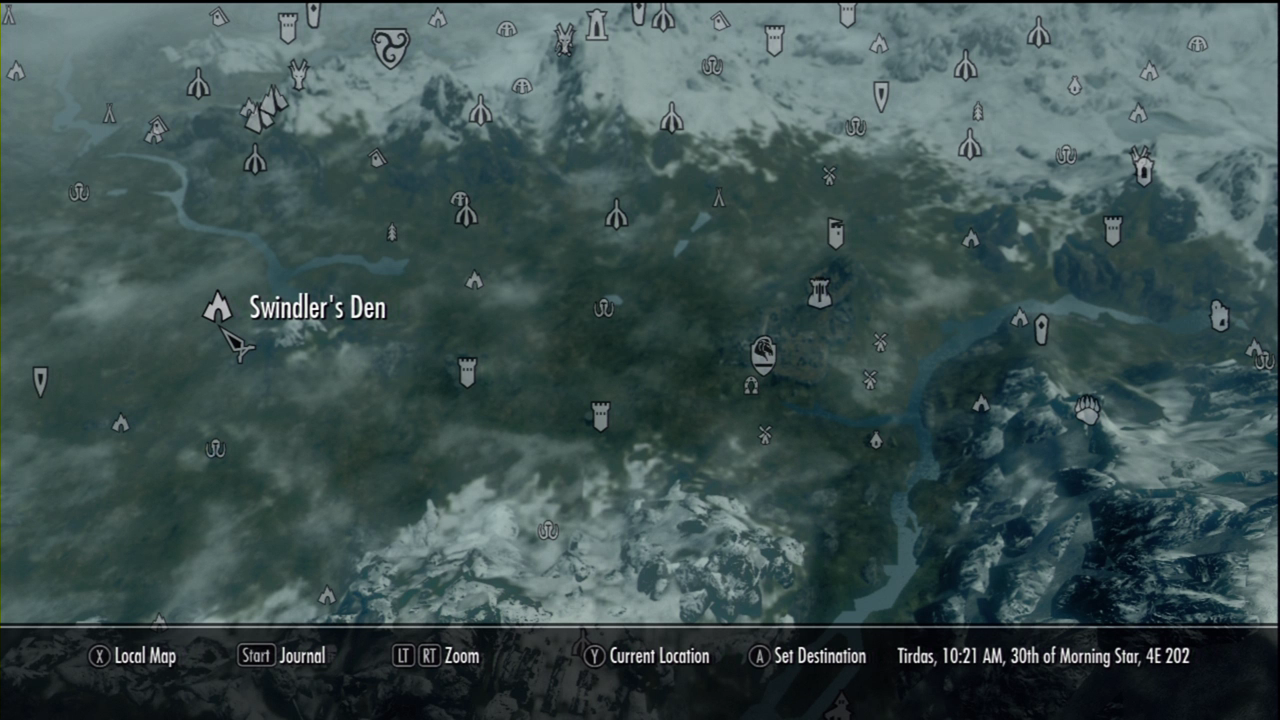 Swindler's Den
X Local Map
Start Journal
LT RT Zoom
Y Current Location
A Set Destination
Tirdas, 10:21 AM, 30th of Morning Star, 4E 202